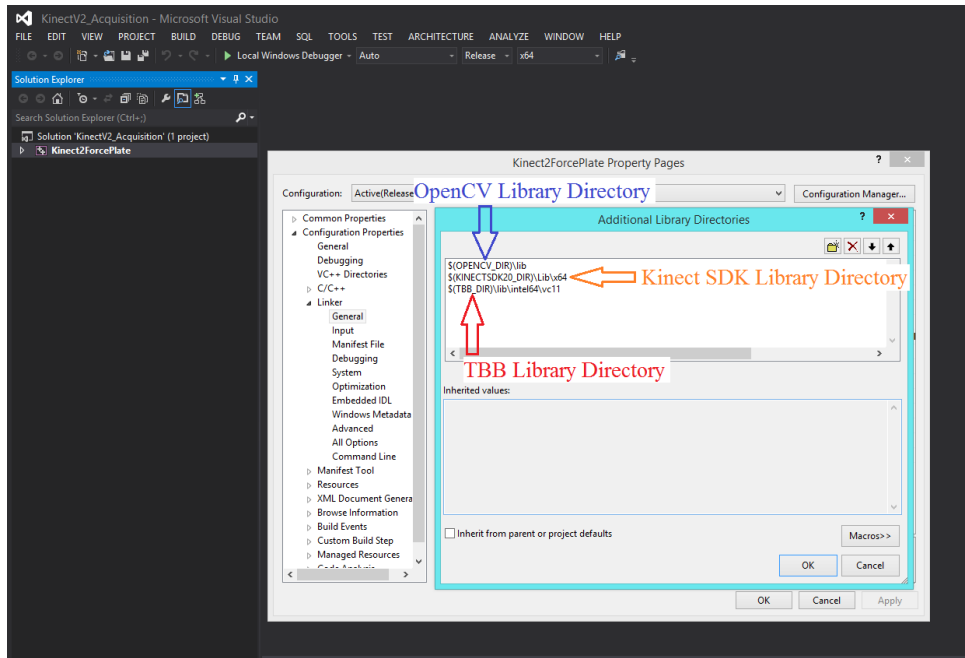 KinectV2_Acquisition - Microsoft Visual Studio
FILE EDIT VIEW PROJECT BUILD DEBUG TEAM SQL TOOLS TEST ARCHITECTURE ANALYZE WINDOW HELP
Local Windows Debugger Auto Release x64
Solution Explorer
Search Solution Explorer (Ctrl+;)
Solution 'KinectV2_Acquisition' (1 project)
Kinect2ForcePlate
Kinect2ForcePlate Property Pages
Configuration: Active(Release
OpenCV Library Directory
Configuration Manager...
Common Properties
Configuration Properties
General
Debugging
VC++ Directories
C/C++
Linker
General
Input
Manifest File
Debugging
System
Optimization
Embedded IDL
Windows Metadata
Advanced
All Options
Command Line
Manifest Tool
Resources
XML Document Genera
Browse Information
Build Events
Custom Build Step
Managed Resources
Code Analysis
Additional Library Directories
$(OPENCV_DIR)\lib
$(KINECTSDK20_DIR)\Lib\x64
Kinect SDK Library Directory
$(TBB_DIR)\lib\intel64\vc11
TBB Library Directory
Inherited values:
Inherit from parent or project defaults
Macros>>
OK Cancel
OK Cancel Apply